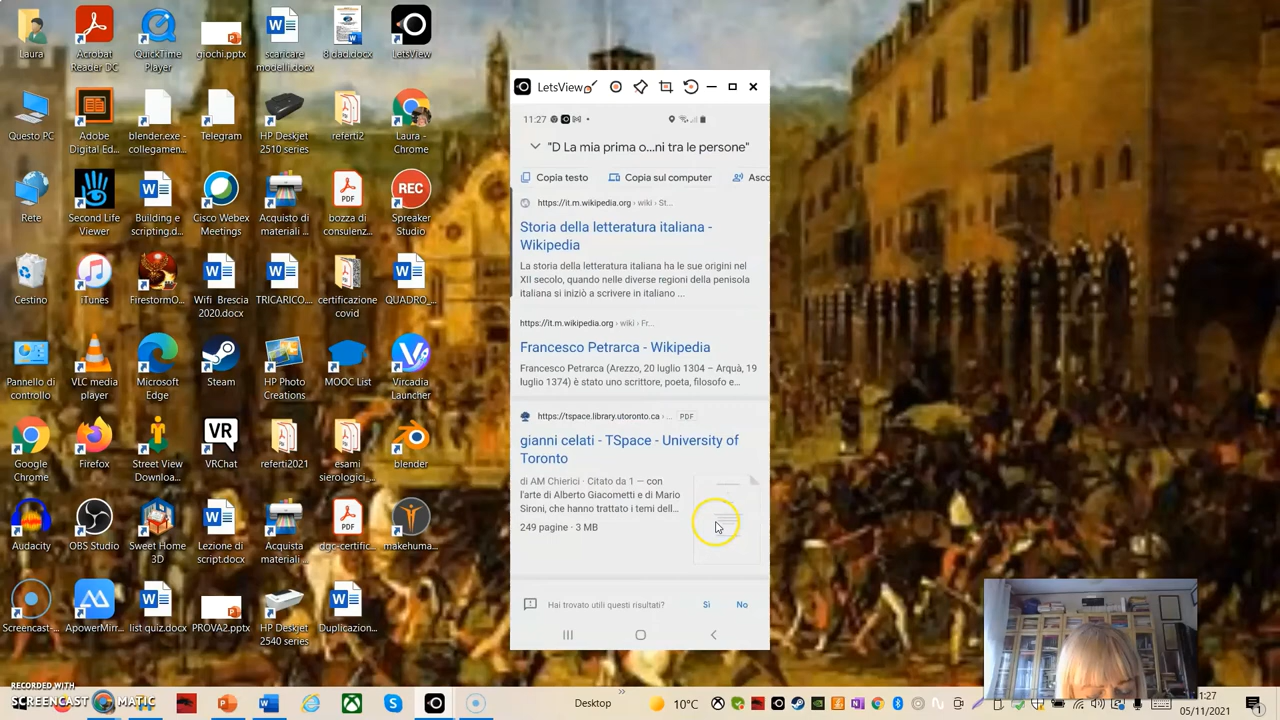 Laura
Acrobat
Reader DC
QuickTime
Player
giochi.pptx
scaricare
modelli.docx
8.dad.docx
LetsView
Questo PC
Adobe
Digital Ed...
blender.exe -
collegamen...
Telegram
HP Deskjet
2510 series
referti2
Laura -
Chrome
Rete
Second Life
Viewer
Building e
scripting.d...
Cisco Webex
Meetings
Acquisto di
materiali ...
bozza di
consulenz...
REC
Spreaker
Studio
Cestino
iTunes
FirestormO...
Wifi Brescia
2020.docx
TRICARICO....
certificazione
covid
QUADRO_...
Pannello di
controllo
VLC media
player
Microsoft
Edge
Steam
HP Photo
Creations
MOOC List
Vircadia
Launcher
Google
Chrome
Firefox
Street View
Downloa...
VR
VRChat
referti2021
esami
sierologici_...
blender
Audacity
OBS Studio
Sweet Home
3D
Lezione di
script.docx
Acquista
materiali ...
dgc-certific...
makehuma...
Screencast-...
ApowerMirr...
list quiz.docx
PROVA2.pptx
HP Deskjet
2540 series
Duplicazion...
LetsView
11:27
"D La mia prima o...ni tra le persone"
Copia testo
Copia sul computer
Asco
https://it.m.wikipedia.org › wiki › St...
Storia della letteratura italiana -
Wikipedia
La storia della letteratura italiana ha le sue origini nel
XII secolo, quando nelle diverse regioni della penisola
italiana si iniziò a scrivere in italiano ...
https://it.m.wikipedia.org › wiki › Fr...
Francesco Petrarca - Wikipedia
Francesco Petrarca (Arezzo, 20 luglio 1304 – Arquà, 19
luglio 1374) è stato uno scrittore, poeta, filosofo e...
https://tspace.library.utoronto.ca › ... PDF
gianni celati - TSpace - University of
Toronto
di AM Chierici · Citato da 1 — con
l'arte di Alberto Giacometti e di Mario
Sironi, che hanno trattato i temi dell...
249 pagine · 3 MB
Hai trovato utili questi risultati?
Sì
No
RECORDED WITH
SCREENCAST MATIC
Desktop
10°C
1:27
05/11/2021